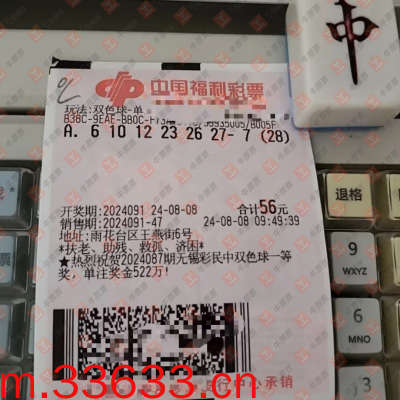 中
中国福利彩票
玩法:双色球-单
A. 6 10 12 23 26 27- 7 (28)
开奖期:2024091 24-08-08 合计56元
销售期:2024091-47 24-08-08 09:49:39
地址:雨花台区王燕街6号
*扶老、助残、救孤、济困*
★热烈祝贺2024087期无锡彩民中双色球一等
奖,单注奖金522万!
退格
9
WXYZ
6
MNO
3
m.33633.cn
中心承销